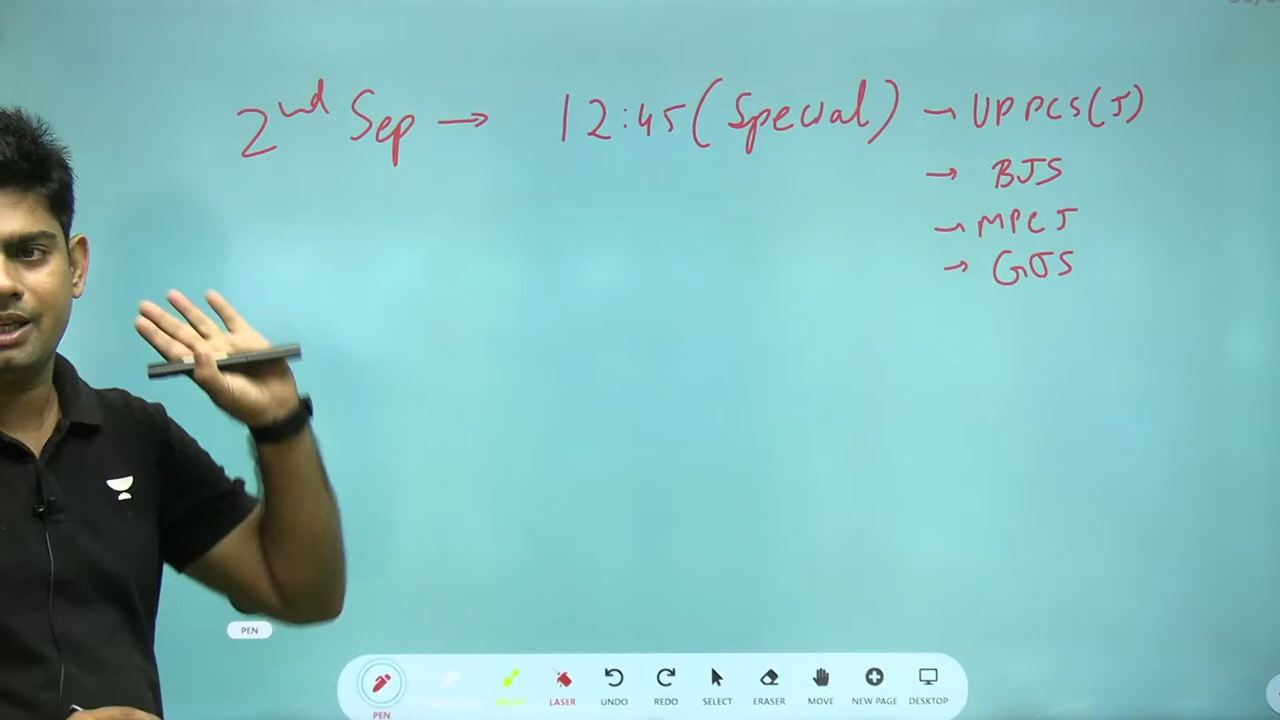 2nd Sep → 12:45 (Special) → UPPCS(J)
→ BJS
→ MPCJ
→ GJS
PEN
PEN
LASER
UNDO
REDO
SELECT
ERASER
MOVE
NEW PAGE
DESKTOP